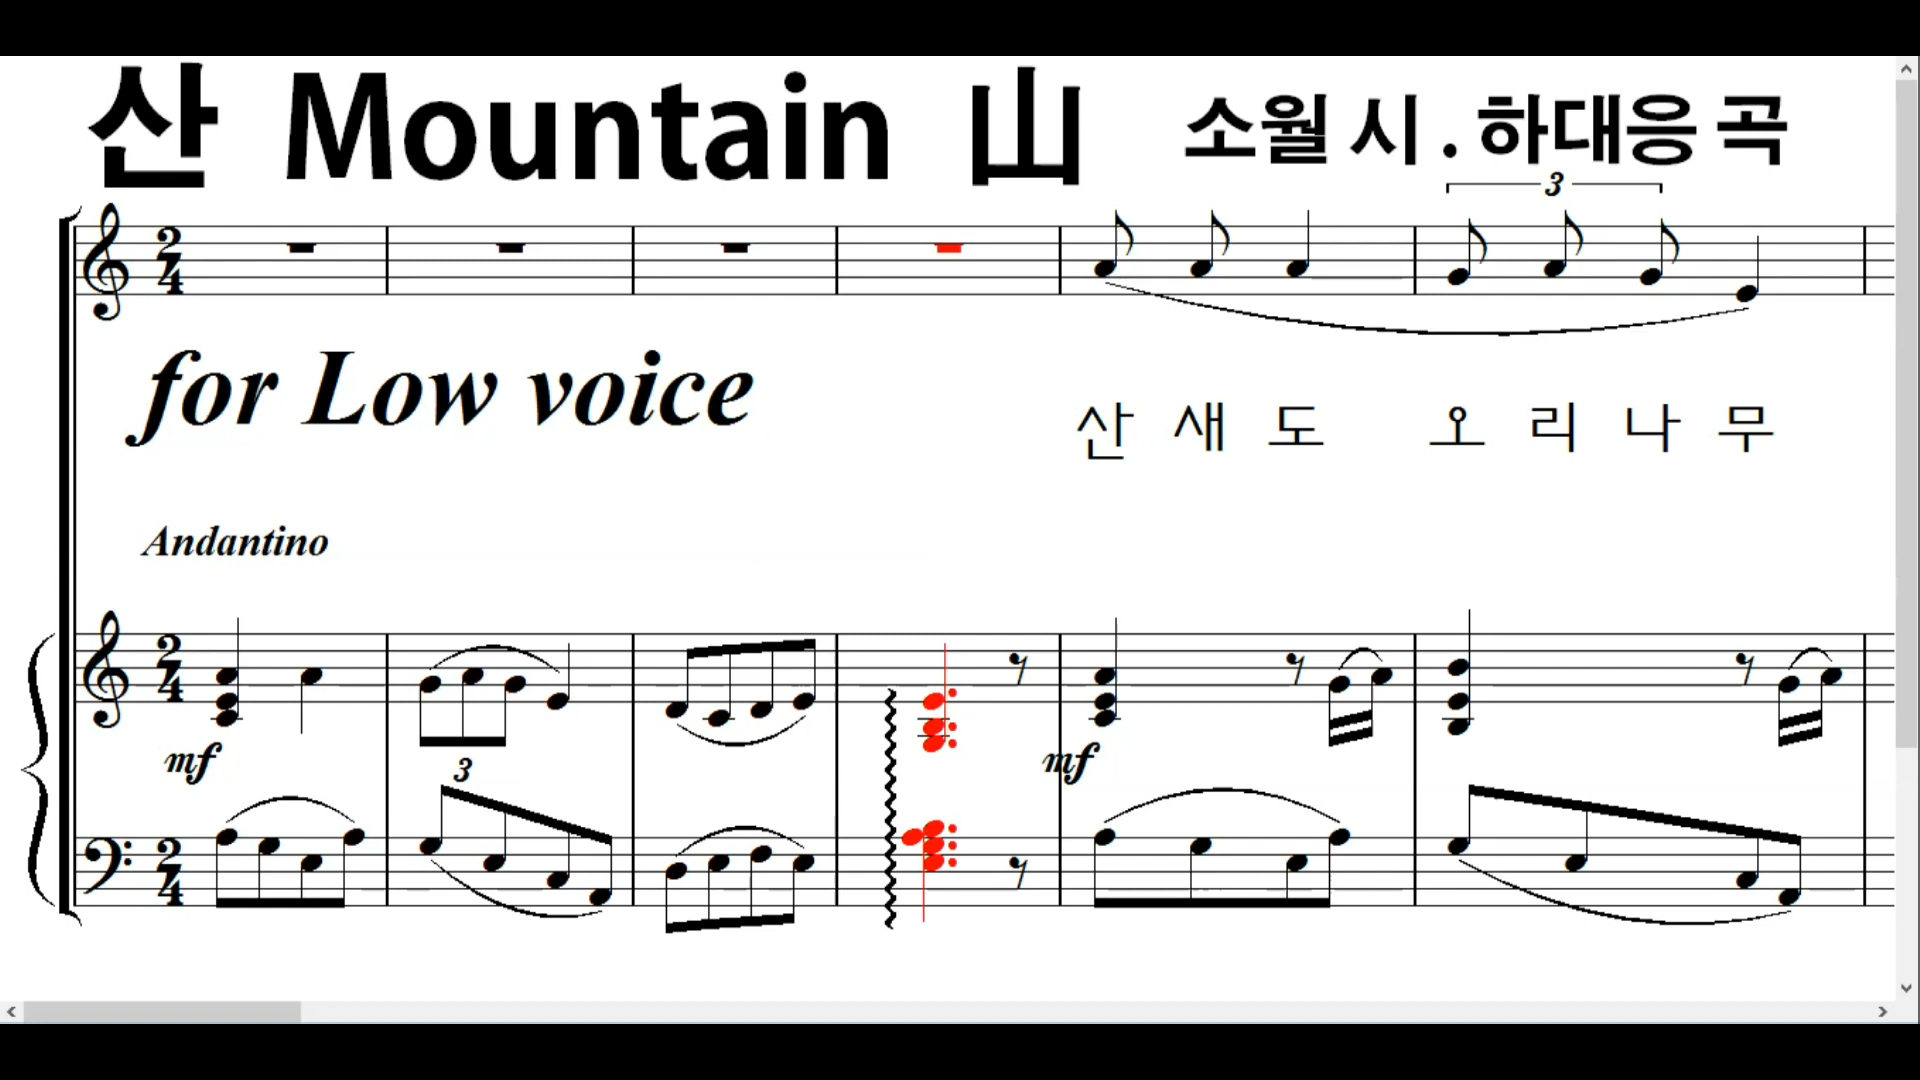 산 Mountain 山 소월 시 . 하대응 곡
3
for Low voice
산 새 도 오 리 나 무
Andantino
mf mf
3